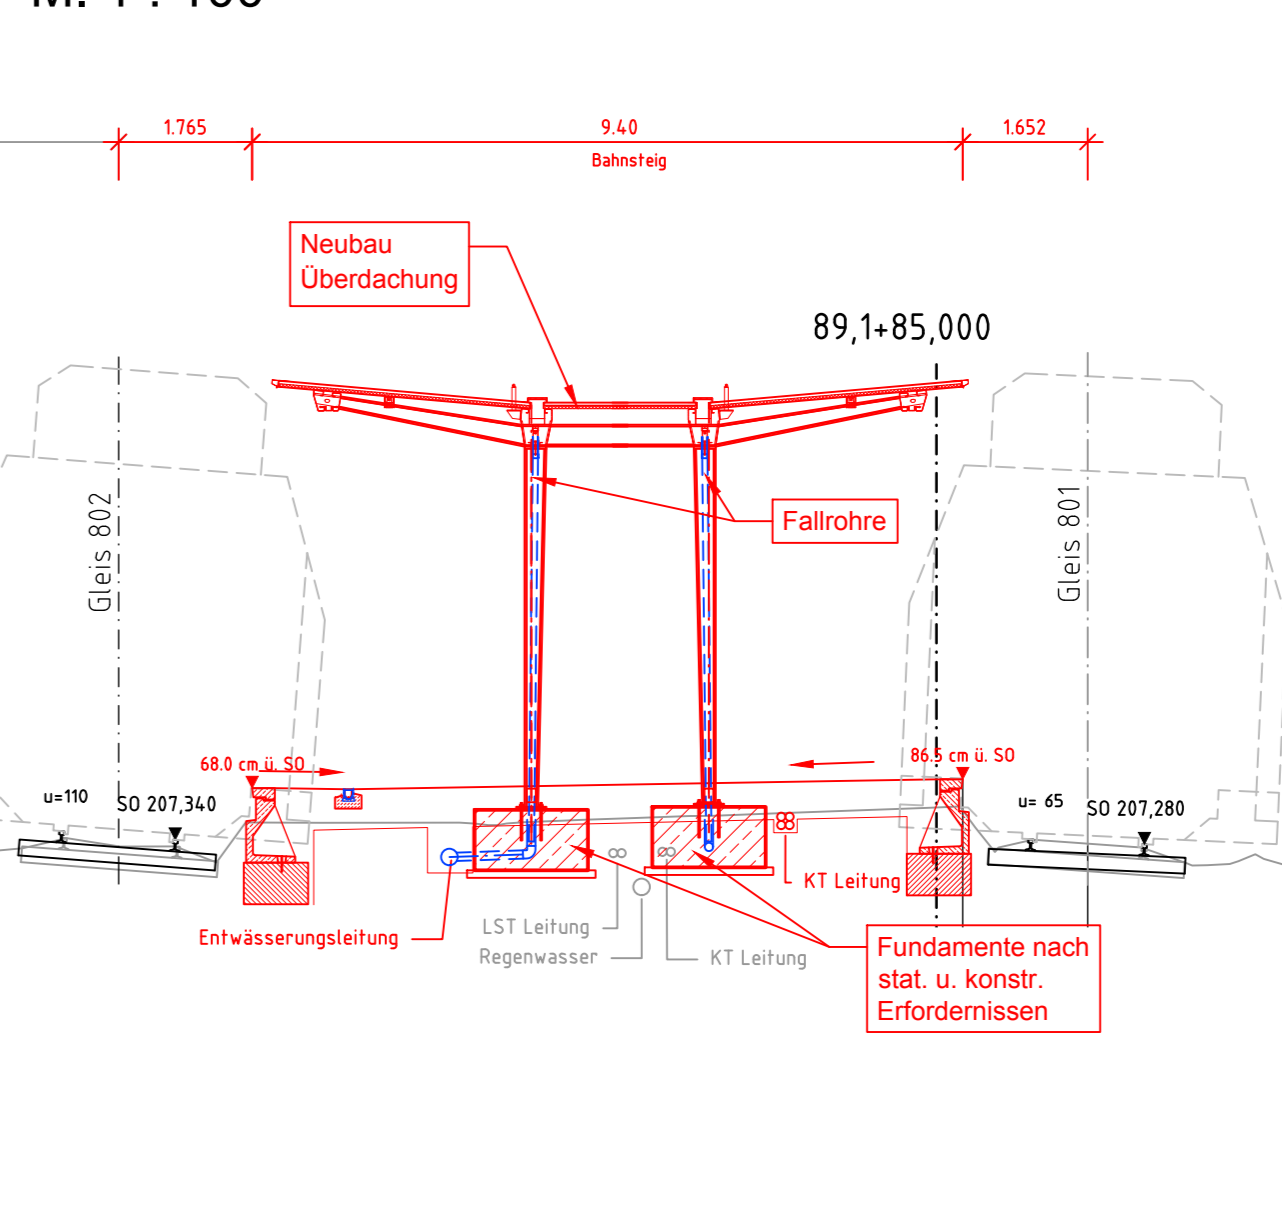 1.765
9.40
1.652
Bahnsteig
Neubau
Überdachung
89,1+85,000
Gleis 802
Gleis 801
Fallrohre
68.0 cm ü. SO
86.5 cm ü. SO
u=110
SO 207,340
u= 65
SO 207,280
KT Leitung
Entwässerungsleitung
LST Leitung
Regenwasser
KT Leitung
Fundamente nach
stat. u. konstr.
Erfordernissen